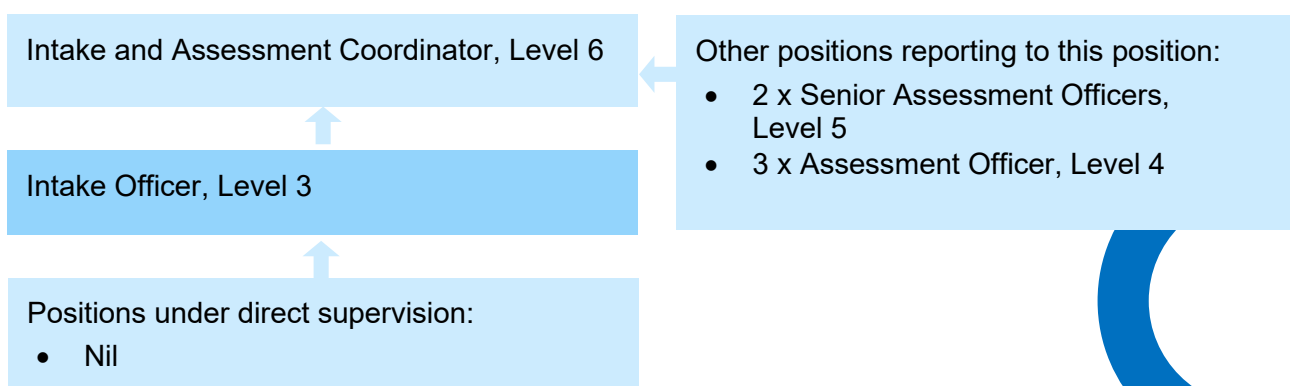 Intake and Assessment Coordinator, Level 6
Other positions reporting to this position:
• 2 x Senior Assessment Officers,
Level 5
• 3 x Assessment Officer, Level 4
Intake Officer, Level 3
Positions under direct supervision:
• Nil